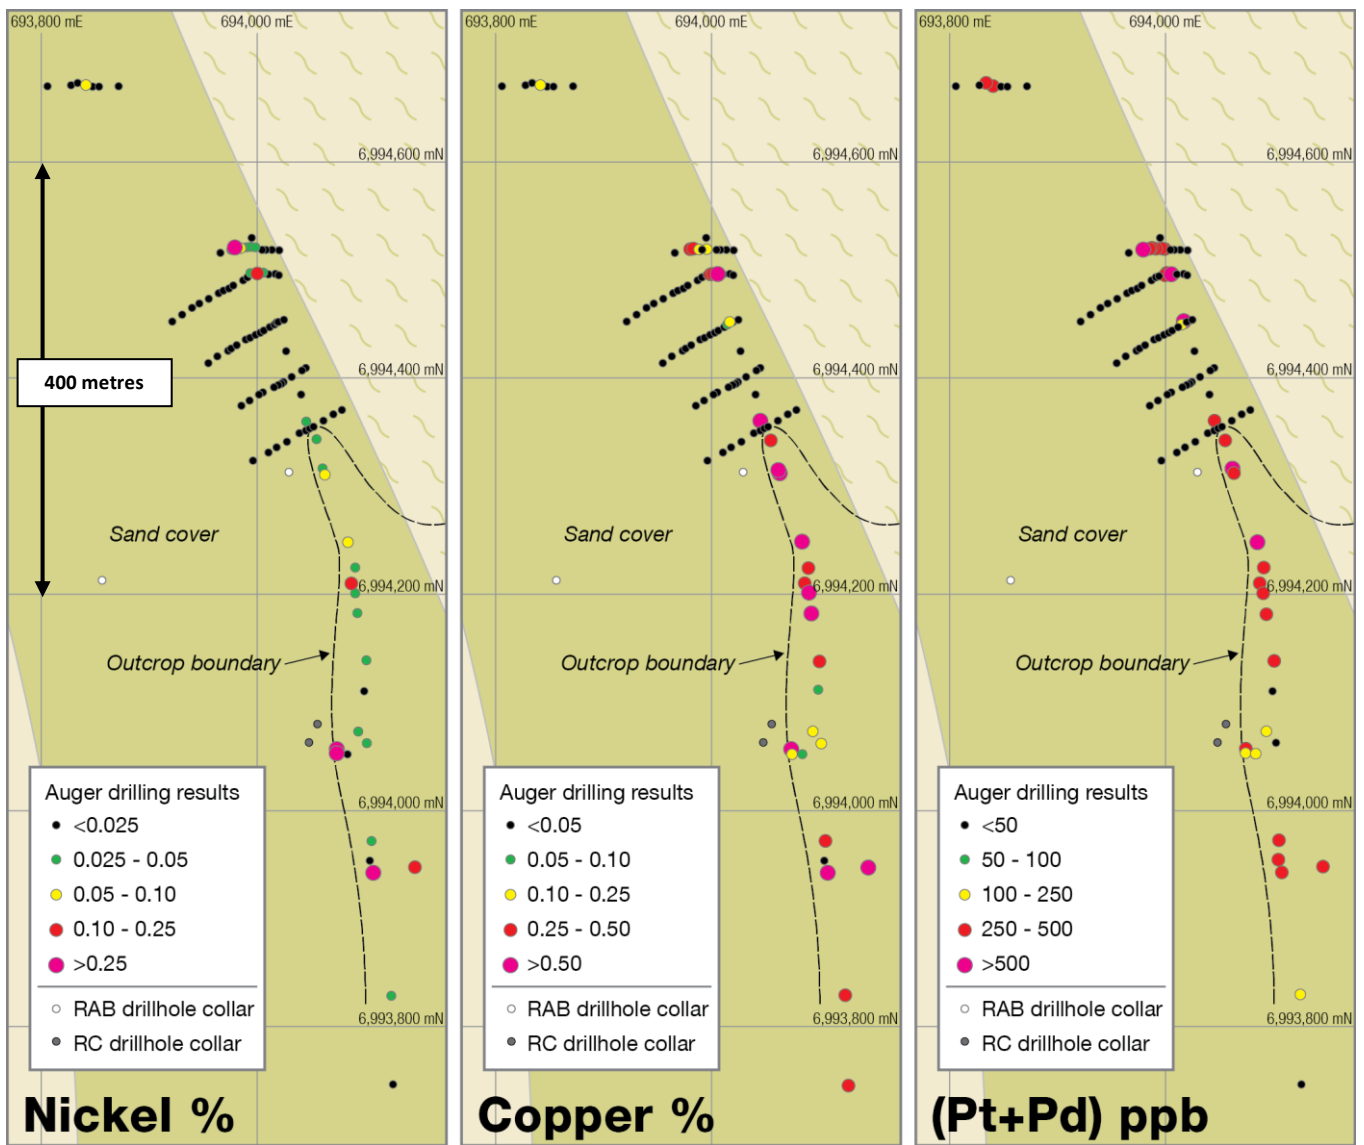 693,800 mE 694,000 mE
6,994,600 mN
400 metres
6,994,400 mN
Sand cover
6,994,200 mN
Outcrop boundary
6,994,000 mN
Auger drilling results
<0.025
0.025 - 0.05
0.05 - 0.10
0.10 - 0.25
>0.25
RAB drillhole collar
RC drillhole collar
6,993,800 mN
Nickel %
693,800 mE 694,000 mE
6,994,600 mN
6,994,400 mN
Sand cover
6,994,200 mN
Outcrop boundary
6,994,000 mN
Auger drilling results
<0.05
0.05 - 0.10
0.10 - 0.25
0.25 - 0.50
>0.50
RAB drillhole collar
RC drillhole collar
6,993,800 mN
Copper %
693,800 mE 694,000 mE
6,994,600 mN
6,994,400 mN
Sand cover
6,994,200 mN
Outcrop boundary
6,994,000 mN
Auger drilling results
<50
50 - 100
100 - 250
250 - 500
>500
RAB drillhole collar
RC drillhole collar
6,993,800 mN
(Pt+Pd) ppb